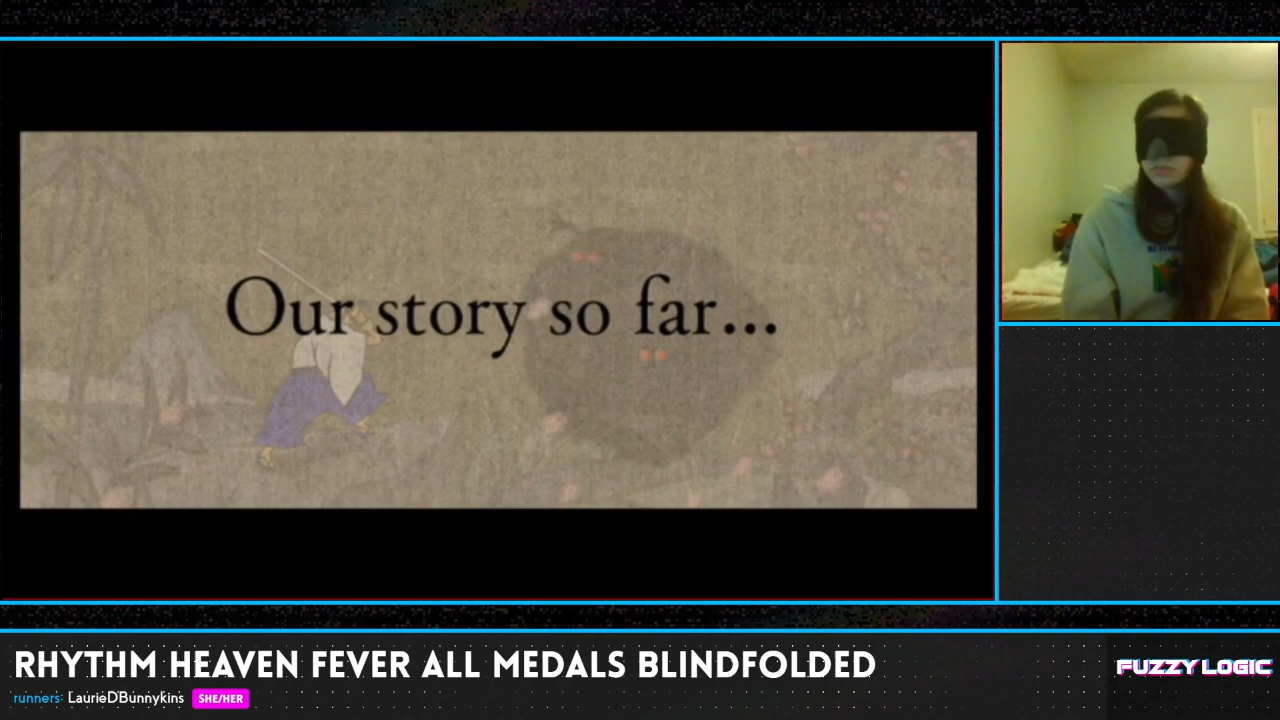 Our story so far...
RHYTHM HEAVEN FEVER ALL MEDALS BLINDFOLDED
runners: LaurieDBunnykins SHE/HER
FUZZY LOGIC